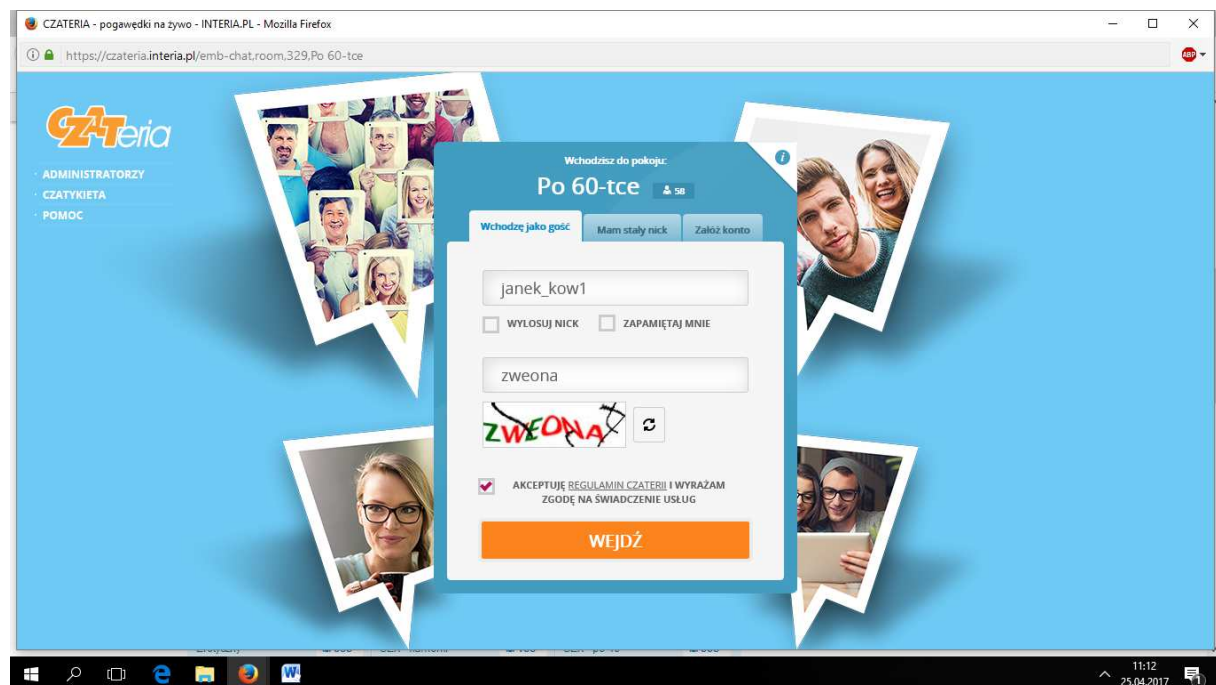 CZATERIA - pogawędki na żywo - INTERIA.PL - Mozilla Firefox
https://czateria.interia.pl/emb-chat,room,329,Po 60-tce
ABP
CZATeria
ADMINISTRATORZY
CZATYKIETA
POMOC
Wchodzisz do pokoju:
Po 60-tce 58
Wchodzę jako gość Mam stały nick Załóż konto
janek_kow1
WYLOSUJ NICK ZAPAMIĘTAJ MNIE
zweona
ZWEONA
AKCEPTUJĘ REGULAMIN CZATERII I WYRAŻAM
ZGODĘ NA ŚWIADCZENIE USŁUG
WEJDŹ
11:12
25.04.2017